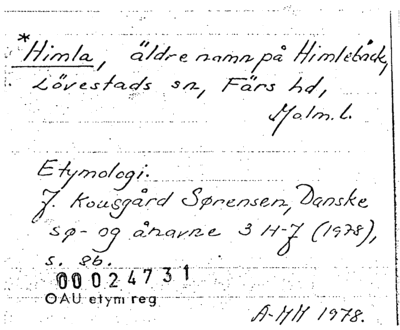 *Himla, äldre namn på Himlebäck,
Lövestads sn, Färs hd,
Malm.l.
Etymologi.
J. Kousgård Sørensen, Danske
sø- og ånavne 3 H-J (1978),
s. 86.
00024731
OAU etym reg
A-MM 1978.